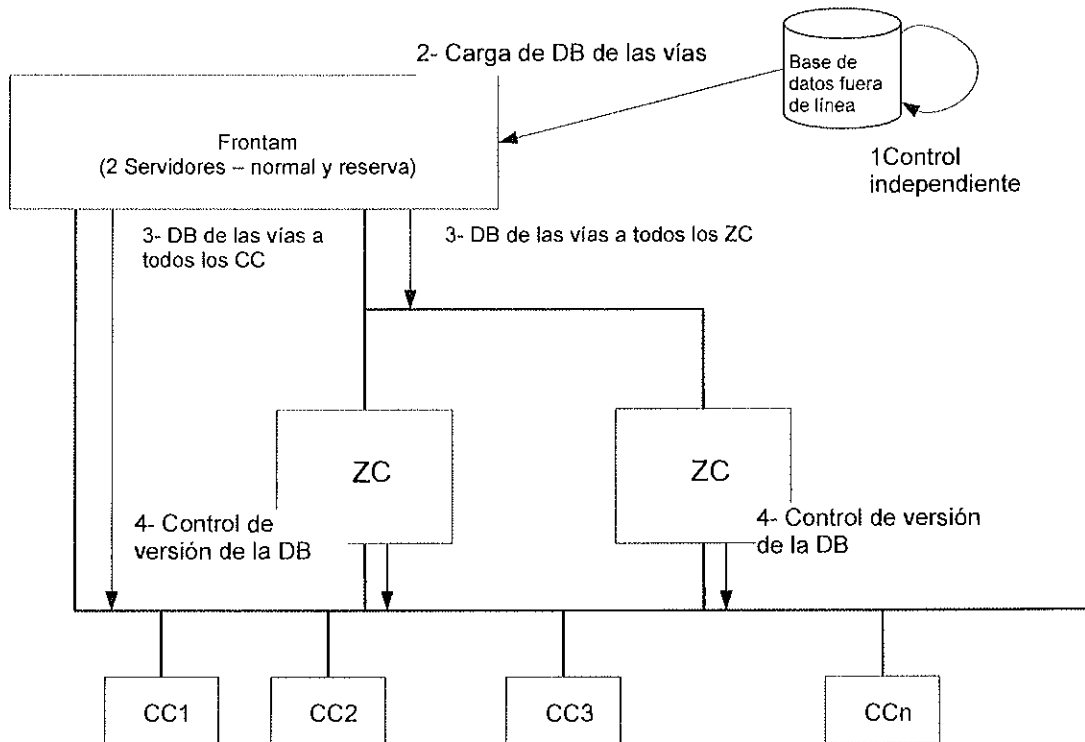 2- Carga de DB de las vías
Base de
datos fuera
de línea
Frontam
(2 Servidores – normal y reserva)
1Control
independiente
3- DB de las vías a
todos los CC
3- DB de las vías a todos los ZC
ZC
ZC
4- Control de
versión de la DB
4- Control de versión
de la DB
CC1
CC2
CC3
CCn